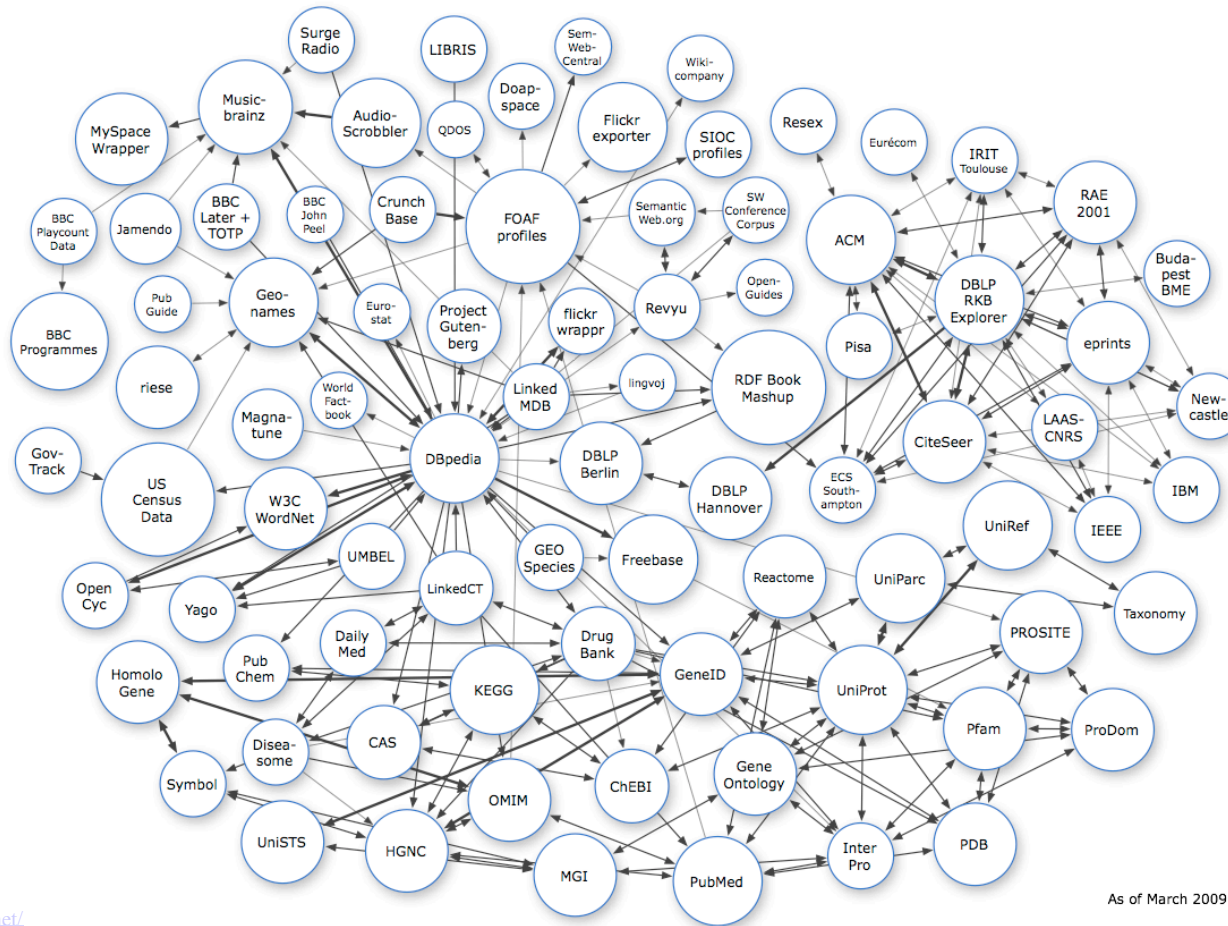 Surge
Radio
LIBRIS
Sem-
Web-
Central
Wiki-
company
Music-
brainz
MySpace
Wrapper
Audio-
Scrobbler
QDOS
Doap-
space
Flickr
exporter
SIOC
profiles
Resex
Eurécom
IRIT
Toulouse
RAE
2001
BBC
Playcount
Data
Jamendo
BBC
Later +
TOTP
BBC
John
Peel
Crunch
Base
FOAF
profiles
Semantic
Web.org
SW
Conference
Corpus
ACM
DBLP
RKB
Explorer
Buda-
pest
BME
Pub
Guide
Geo-
names
Euro-
stat
Project
Guten-
berg
flickr
wrappr
Revyu
Open-
Guides
Pisa
eprints
BBC
Programmes
riese
World
Fact-
book
Linked
MDB
lingvoj
RDF Book
Mashup
New-
castle
Magna-
tune
DBpedia
DBLP
Berlin
CiteSeer
LAAS-
CNRS
Gov-
Track
US
Census
Data
W3C
WordNet
DBLP
Hannover
ECS
South-
ampton
IBM
IEEE
UniRef
UMBEL
GEO
Species
Freebase
Open
Cyc
Yago
LinkedCT
Reactome
UniParc
Taxonomy
PROSITE
Daily
Med
Drug
Bank
Homolo
Gene
Pub
Chem
KEGG
GeneID
UniProt
Pfam
ProDom
CAS
Disea-
some
Symbol
OMIM
ChEBI
Gene
Ontology
UniSTS
HGNC
MGI
PubMed
Inter
Pro
PDB
As of March 2009
et/